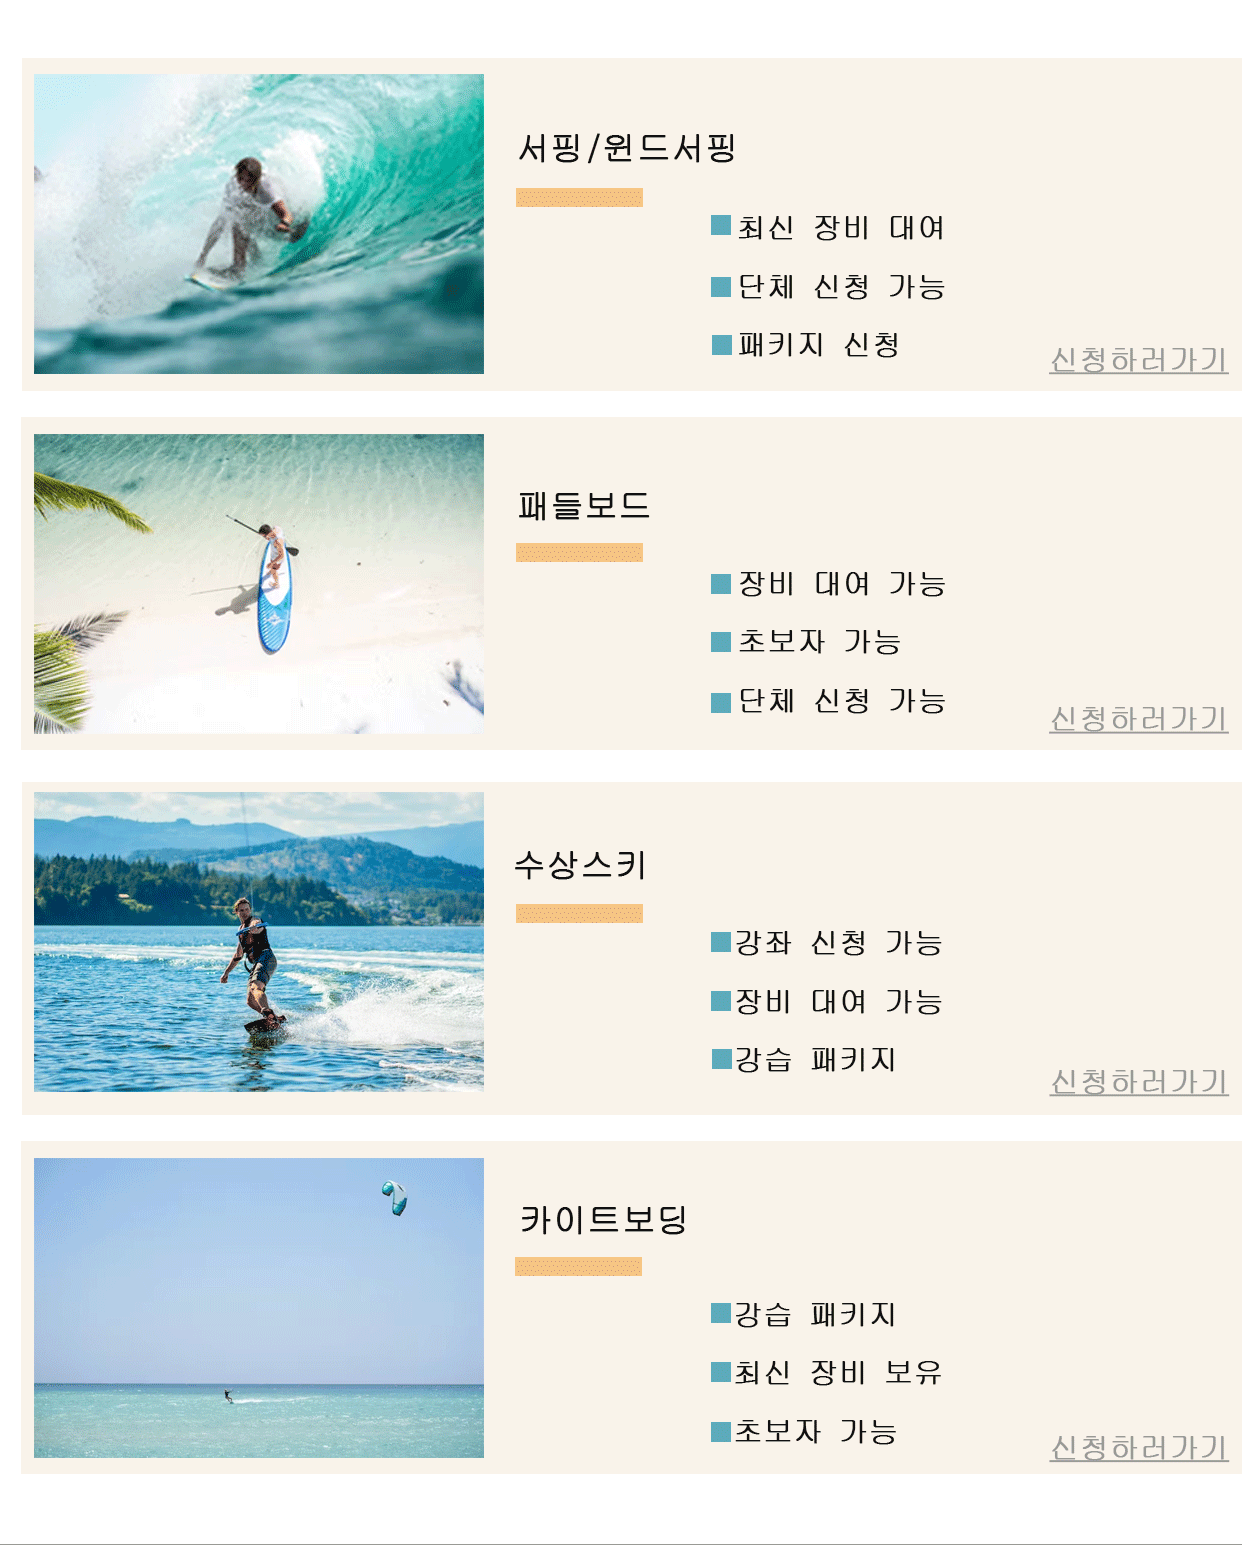 서핑/윈드서핑
최신 장비 대여
단체 신청 가능
패키지 신청
신청하러가기
패들보드
장비 대여 가능
초보자 가능
단체 신청 가능
신청하러가기
수상스키
강좌 신청 가능
장비 대여 가능
강습 패키지
신청하러가기
카이트보딩
강습 패키지
최신 장비 보유
초보자 가능
신청하러가기